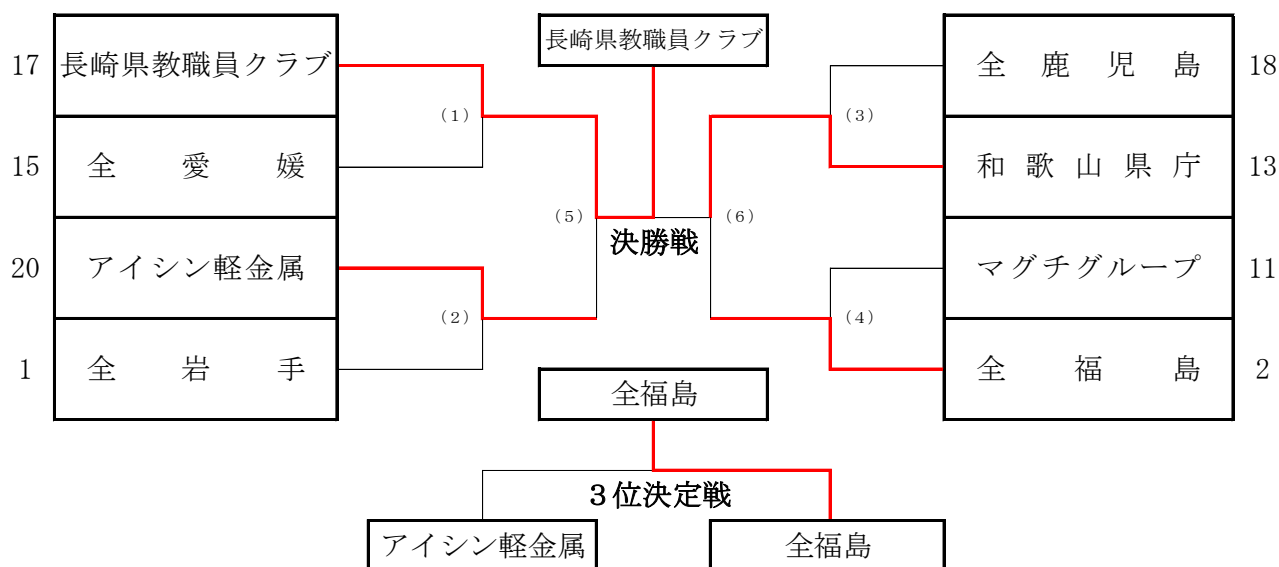 長崎県教職員クラブ
17 長崎県教職員クラブ
全鹿児島 18
(1)
(3)
15 全愛媛
和歌山県庁 13
(5)
(6)
決勝戦
20 アイシン軽金属
マグチグループ 11
(2)
(4)
1 全岩手
全福島 2
全福島
3位決定戦
アイシン軽金属
全福島